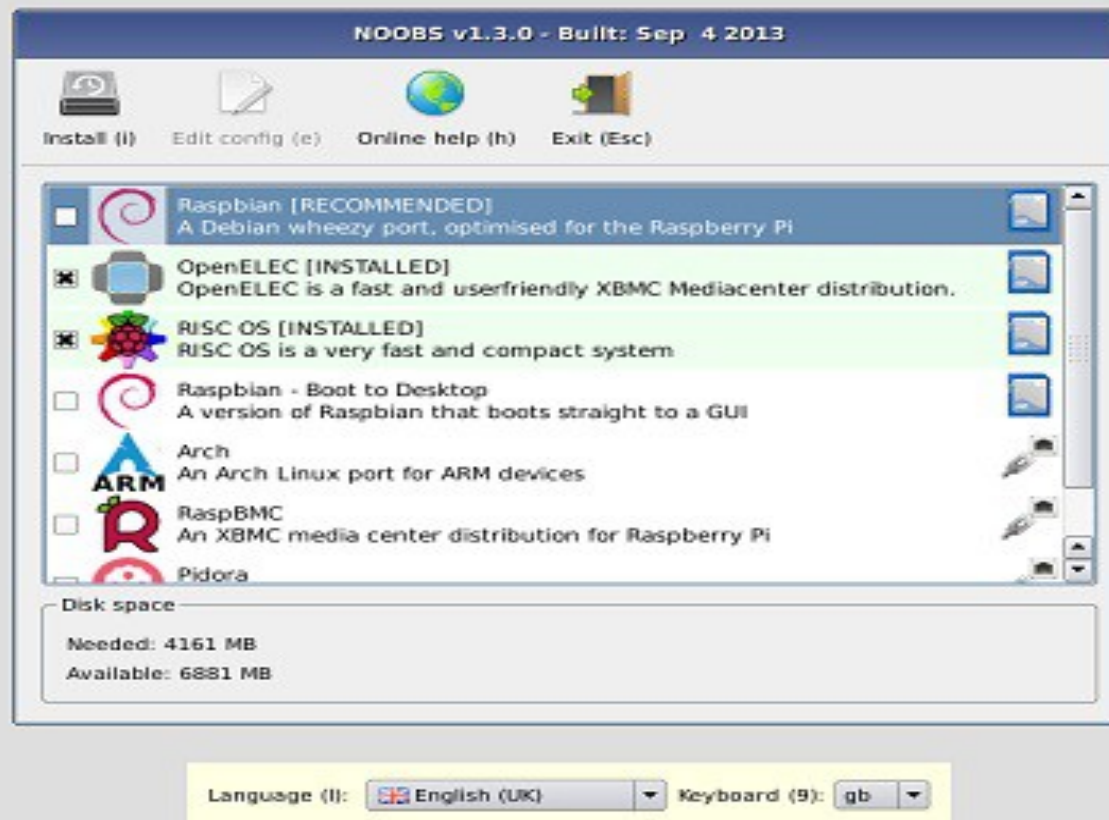 NOOBS v1.3.0 - Built: Sep 4 2013
Install (i) Edit config (e) Online help (h) Exit (Esc)
Raspbian [RECOMMENDED]
A Debian wheezy port, optimised for the Raspberry Pi
OpenELEC [INSTALLED]
OpenELEC is a fast and userfriendly XBMC Mediacenter distribution.
RISC OS [INSTALLED]
RISC OS is a very fast and compact system
Raspbian - Boot to Desktop
A version of Raspbian that boots straight to a GUI
Arch
An Arch Linux port for ARM devices
ARM
RaspBMC
An XBMC media center distribution for Raspberry Pi
Pidora
Disk space
Needed: 4161 MB
Available: 6881 MB
Language (l): English (UK) Keyboard (9): gb